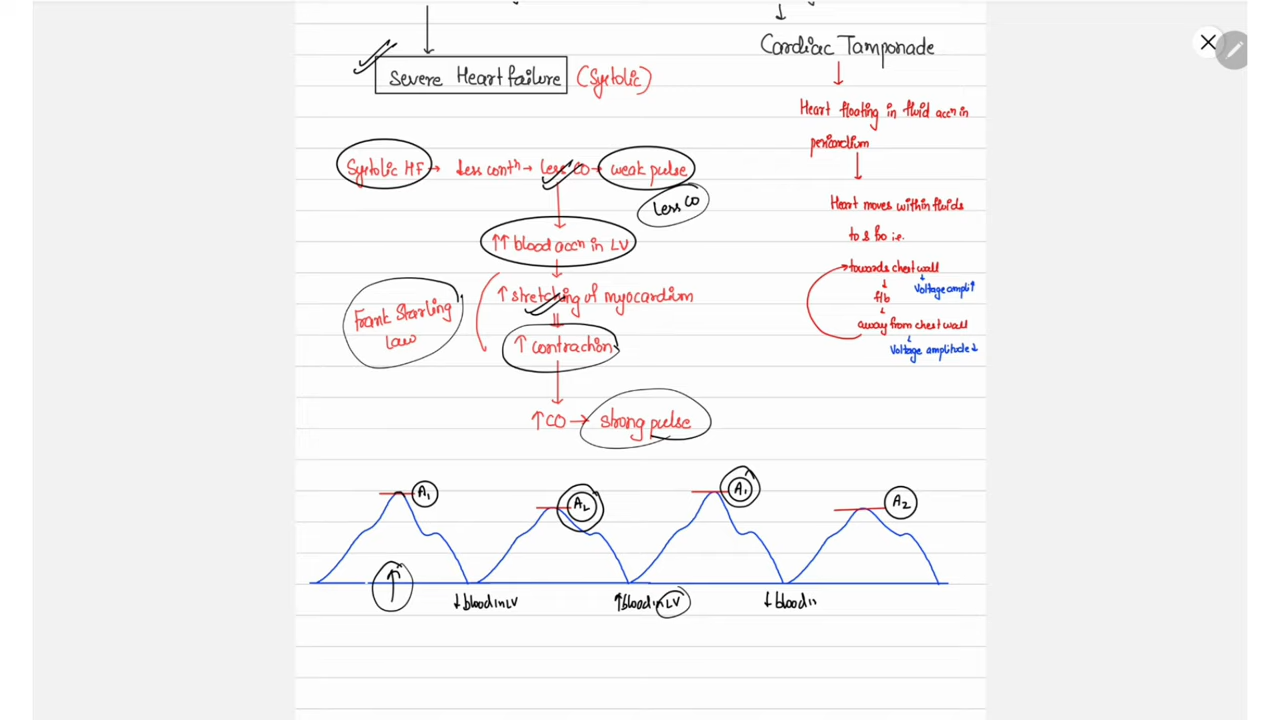 Severe Heart failure (Systolic)
Systolic HF → Less contⁿ → less CO → weak pulse
Less CO
↑↑ blood accⁿ in LV
↑ stretching of myocardium
Frank Starling
law
↑ contraction
↑CO → strong pulse
Cardiac Tamponade
Heart floating in fluid accⁿ in
pericardium
Heart moves within fluids
to & fro i.e.
towards chest wall
Voltage ampli↑
f/b
away from chest wall
Voltage amplitude ↓
A₁
A₂
A₁
A₂
↑
↓ blood in LV
↑ blood in LV
↓ blood i